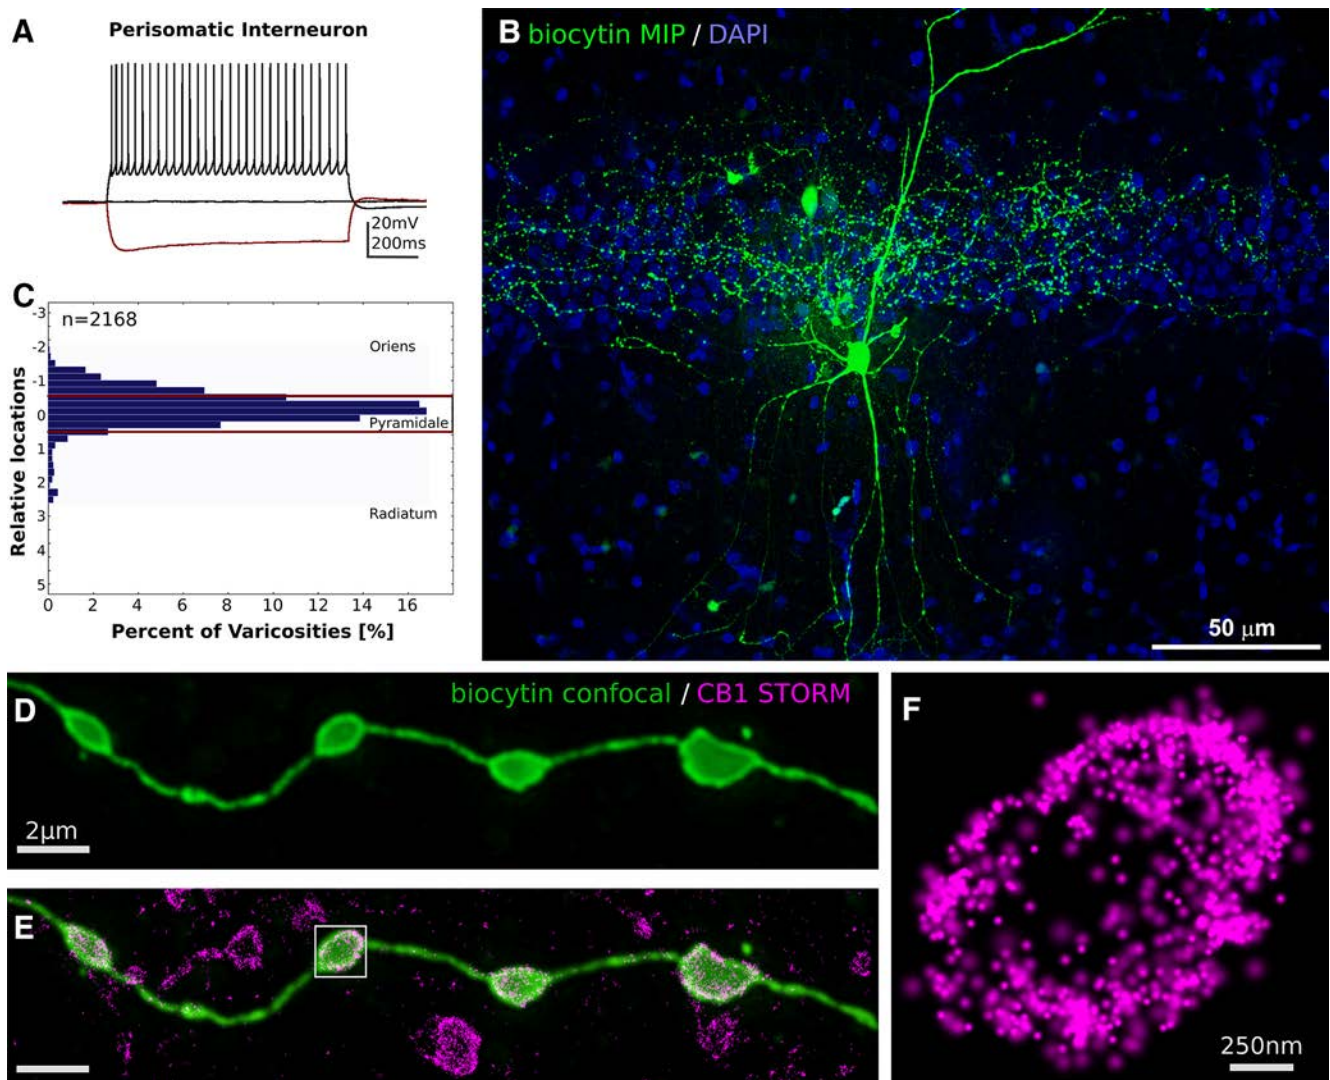 A
Perisomatic Interneuron
20mV
200ms
B biocytin MIP / DAPI
50 µm
C
n=2168
Oriens
Pyramidale
Radiatum
-3
-2
-1
0
1
2
3
4
5
Relative locations
0 2 4 6 8 10 12 14 16
Percent of Varicosities [%]
D biocytin confocal / CB1 STORM
2µm
E
F
250nm